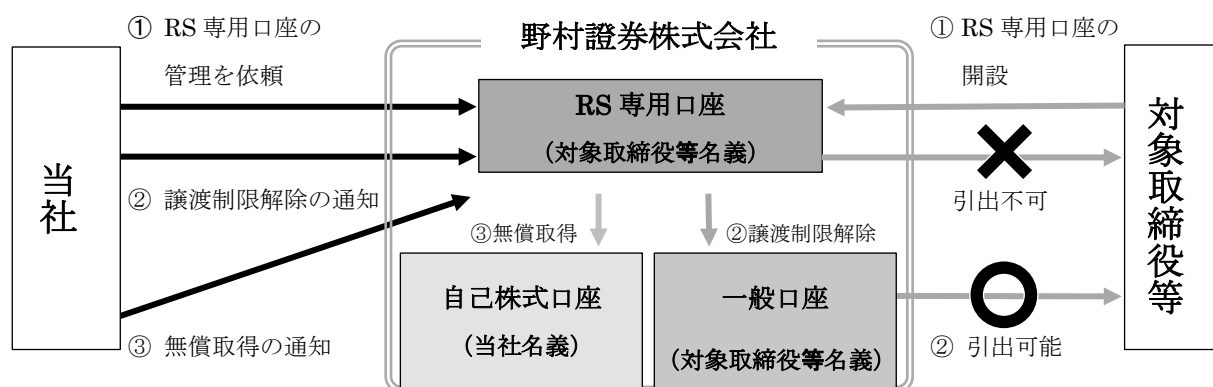 ① RS 専用口座の
管理を依頼
野村證券株式会社
① RS 専用口座の
開設
当社
RS 専用口座
(対象取締役等名義)
対象取締役等
② 譲渡制限解除の通知
引出不可
③無償取得
②譲渡制限解除
自己株式口座
(当社名義)
一般口座
(対象取締役等名義)
③ 無償取得の通知
② 引出可能